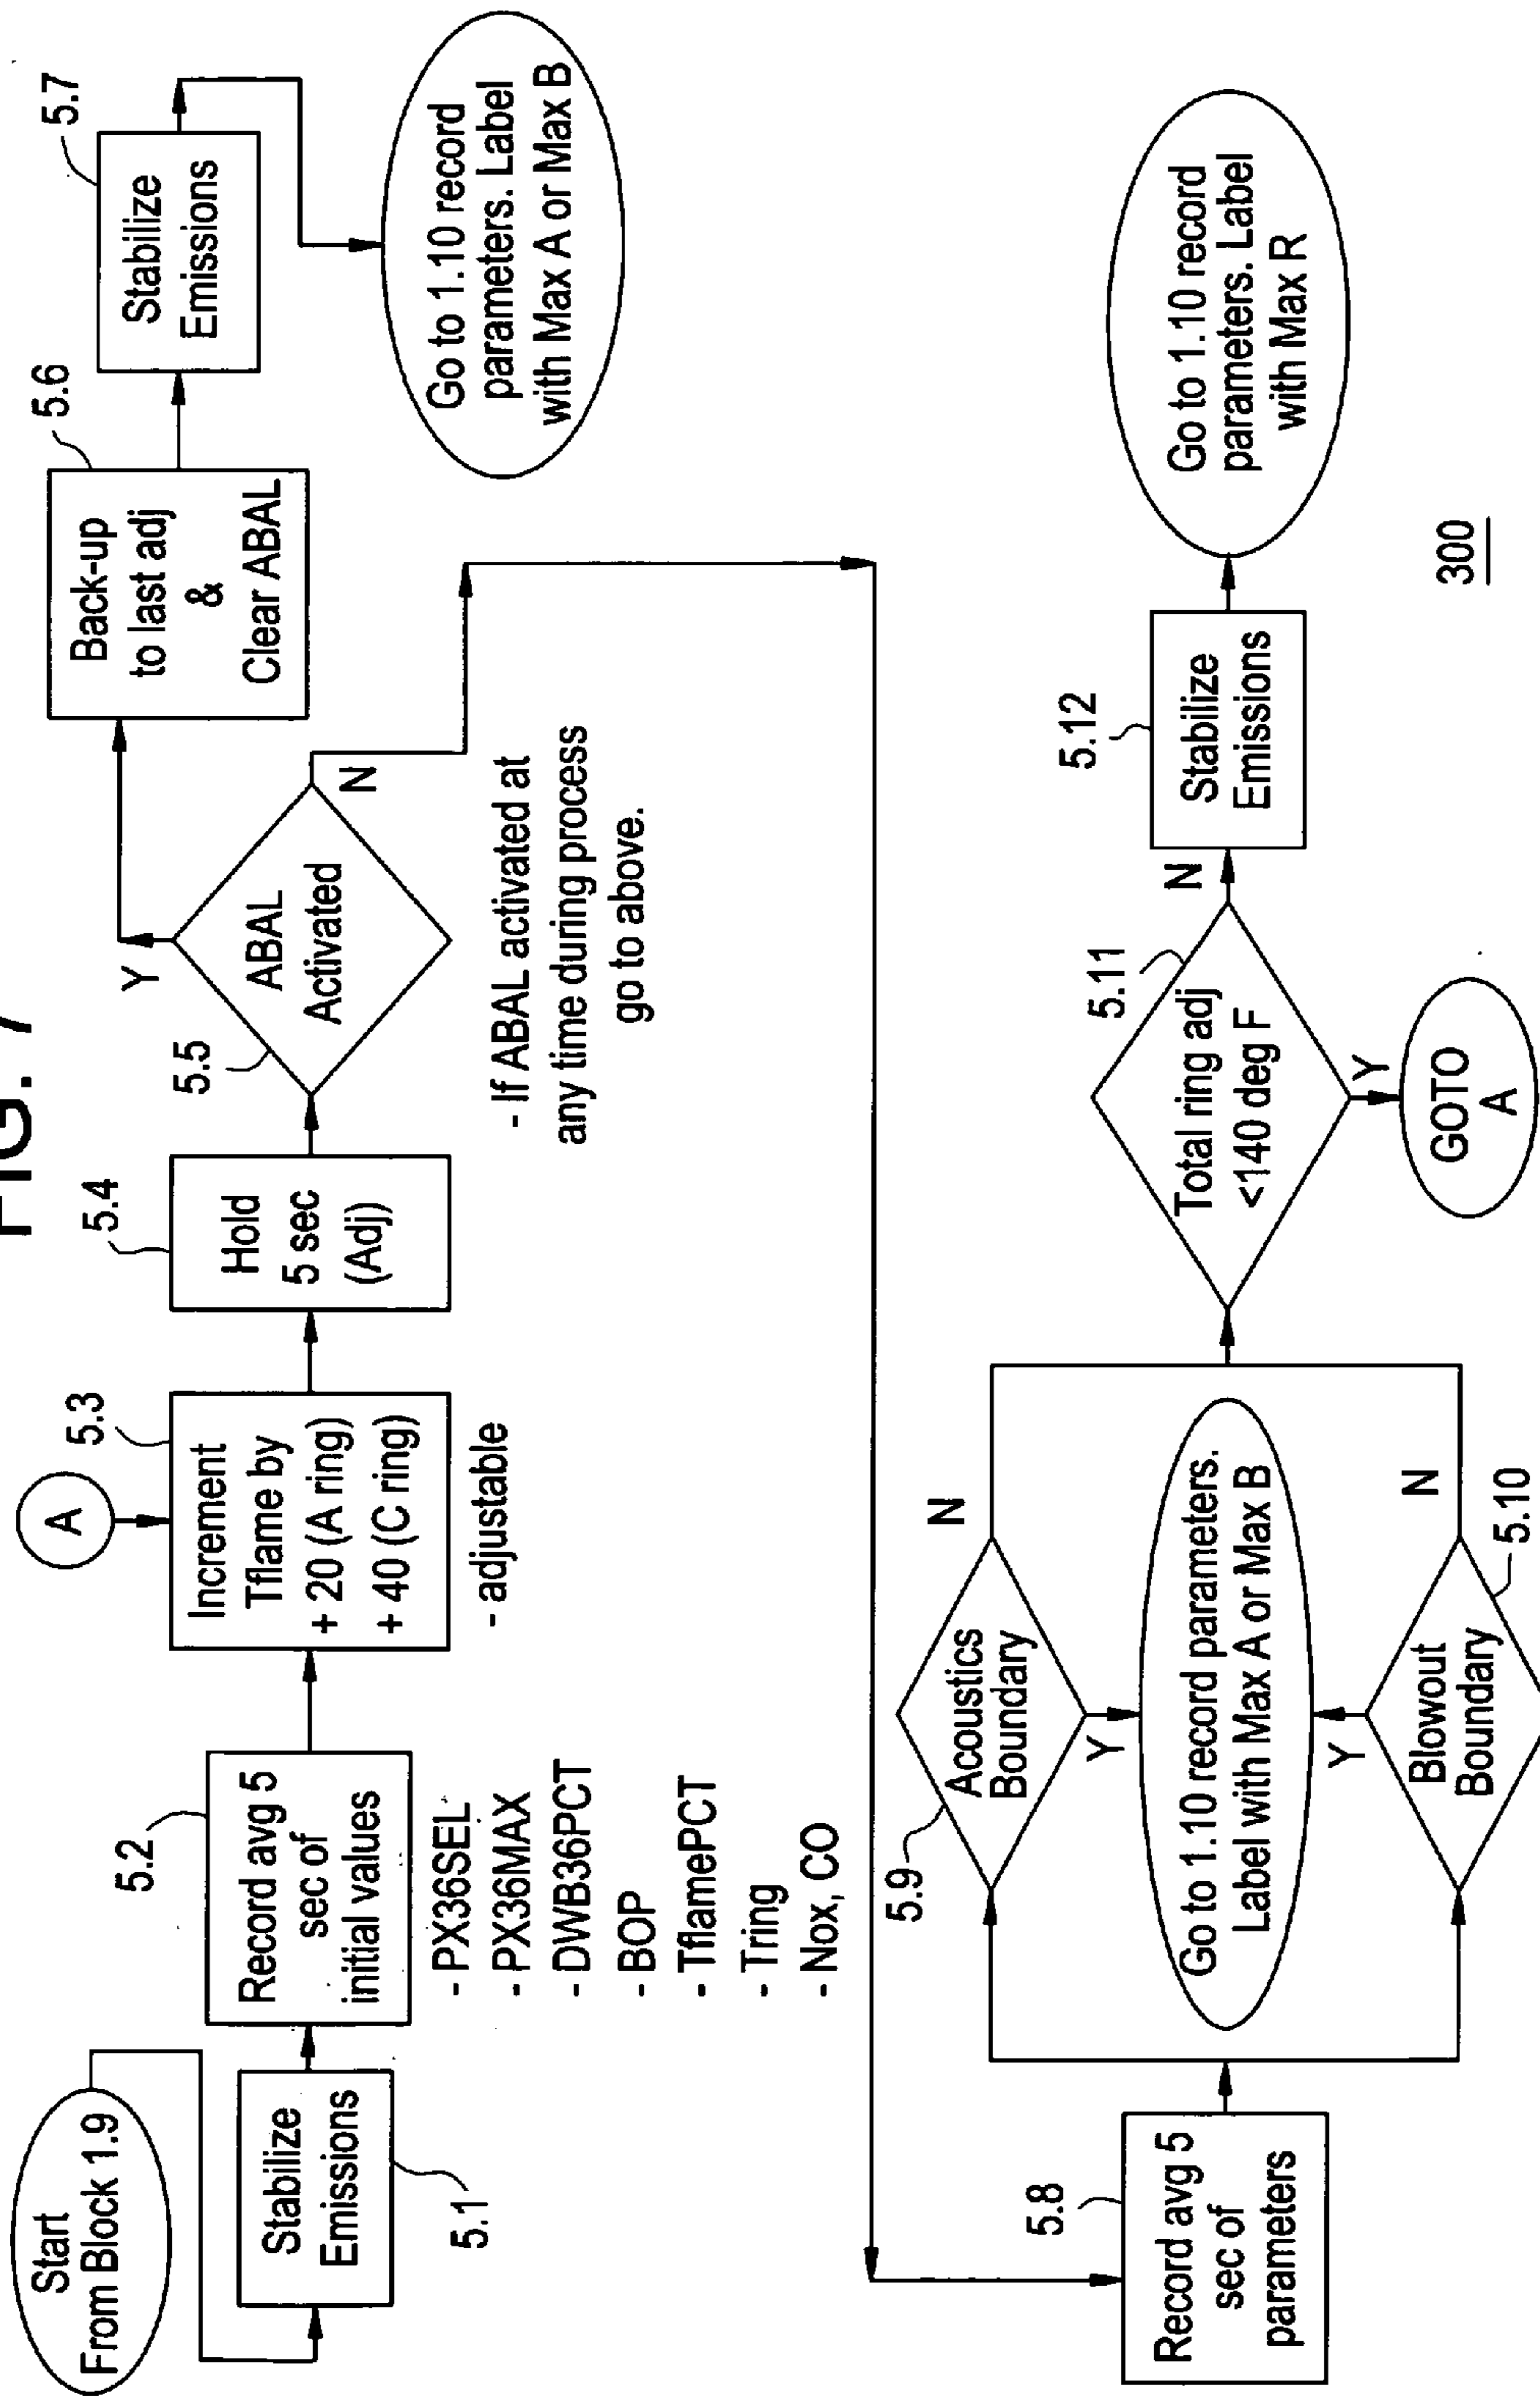 FIG. 7
Start
From Block 1.9
Stabilize
Emissions
5.1
5.2
Record avg 5
sec of
initial values
- PX36SEL
- PX36MAX
- DWB36PCT
- BOP
- TflamePCT
- Tring
- Nox, CO
A
5.3
Increment
Tflame by
+ 20 (A ring)
+ 40 (C ring)
- adjustable
5.4
Hold
5 sec
(Adj)
5.5
ABAL
Activated
Y
N
- If ABAL activated at
any time during process
go to above.
5.6
Back-up
to last adj
&
Clear ABAL
5.7
Stabilize
Emissions
Go to 1.10 record
parameters. Label
with Max A or Max B
5.8
Record avg 5
sec of
parameters
5.9
Acoustics
Boundary
N
Y
Go to 1.10 record parameters.
Label with Max A or Max B
Y
N
Blowout
Boundary
5.10
5.11
Total ring adj
<140 deg F
N
Y
GOTO
A
5.12
Stabilize
Emissions
Go to 1.10 record
parameters. Label
with Max R
300